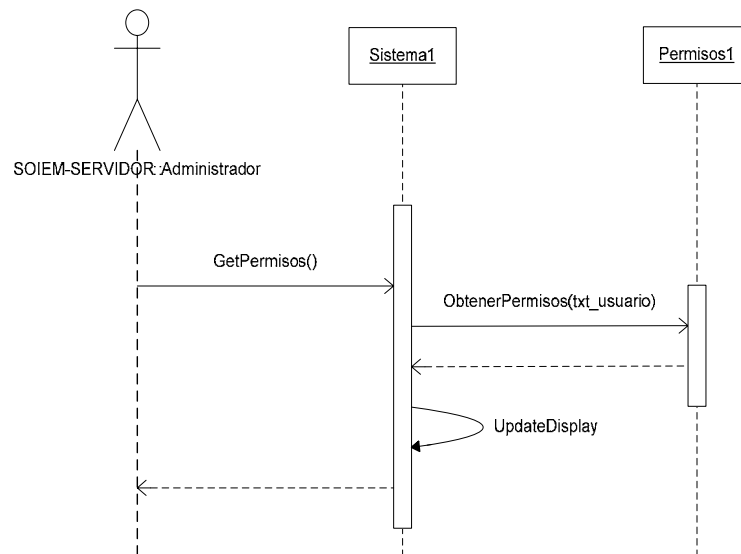 Sistema1
Permisos1
SOIEM-SERVIDOR::Administrador
GetPermisos()
ObtenerPermisos(txt_usuario)
UpdateDisplay